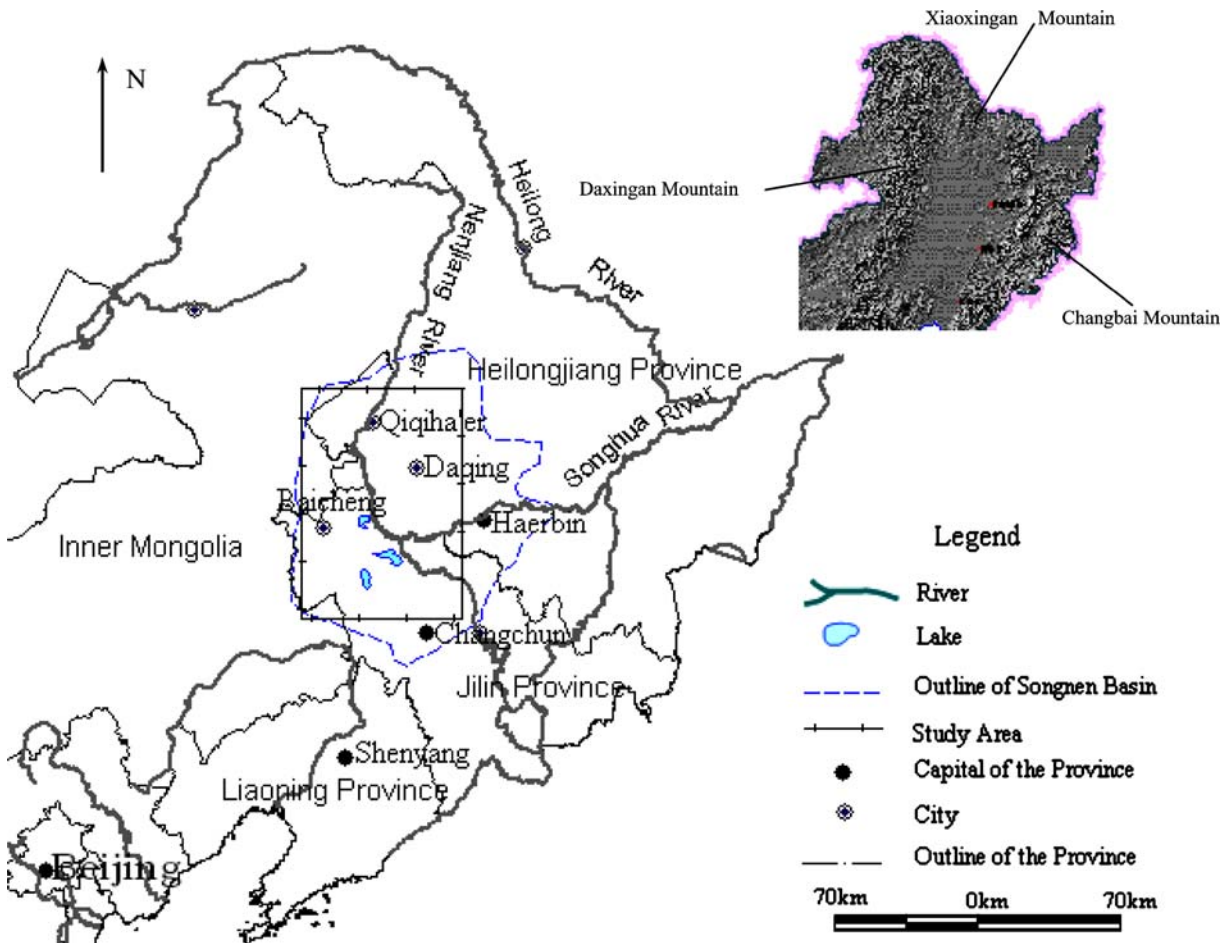 Xiaoxingan Mountain
N
Daxingan Mountain
Changbai Mountain
Heilong River
Nenjiang River
Heilongjiang Province
Songhua River
Qiqihaer
Daqing
Baicheng
Haerbin
Inner Mongolia
Changchun
Jilin Province
Shenyang
Liaoning Province
Beijing
Legend
River
Lake
Outline of Songnen Basin
Study Area
Capital of the Province
City
Outline of the Province
70km 0km 70km